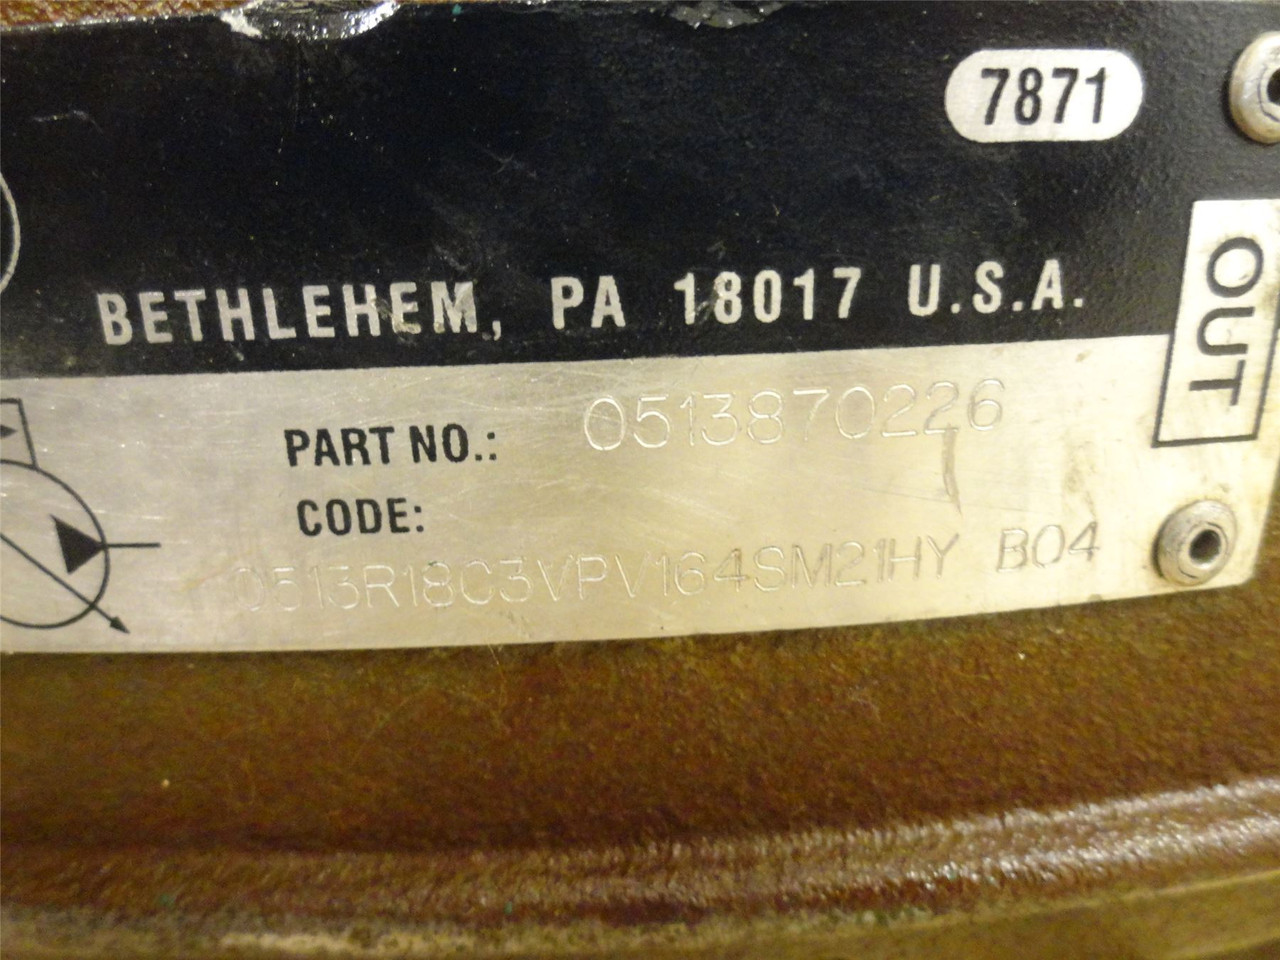 7871
BETHLEHEM, PA 18017 U.S.A.
OUT
PART NO.: 0513870226
CODE:
0513R18C3VPV164SM21HY B04